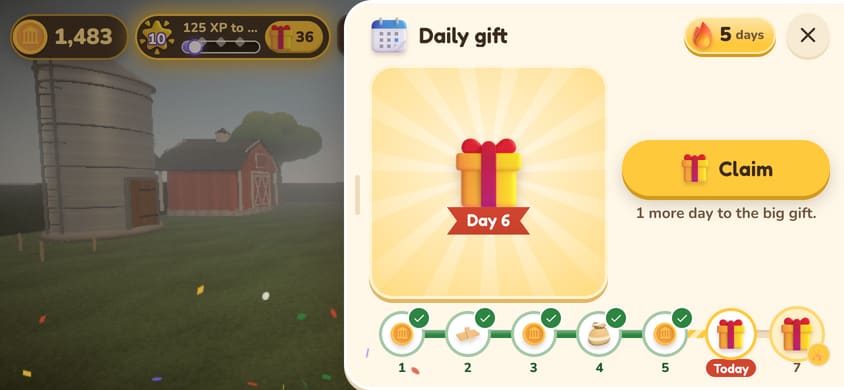 1,483
10
125 XP to ...
36
Daily gift
5 days
Day 6
Claim
1 more day to the big gift.
1
2
3
4
5
Today
7